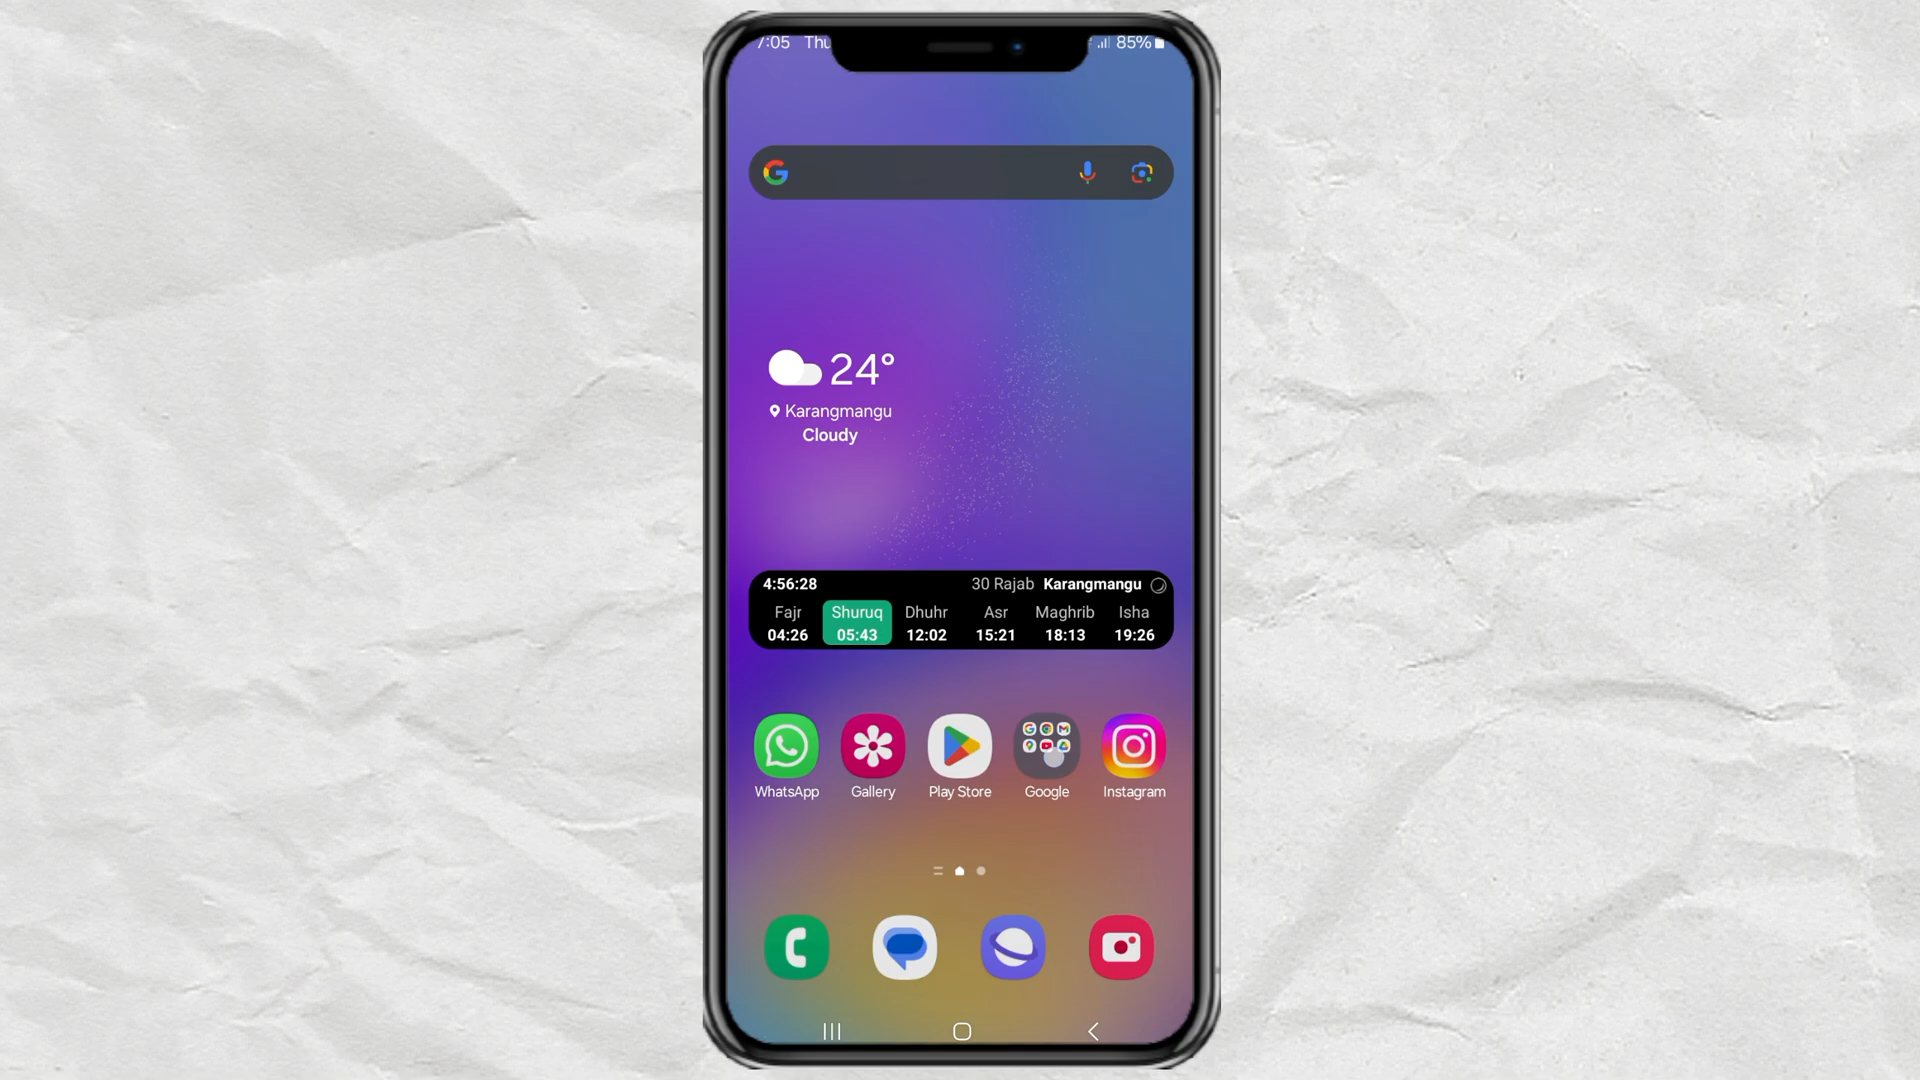 7:05 Thu 85%
24°
Karangmangu
Cloudy
4:56:28 30 Rajab Karangmangu
Fajr Shuruq Dhuhr Asr Maghrib Isha
04:26 05:43 12:02 15:21 18:13 19:26
WhatsApp Gallery Play Store Google Instagram